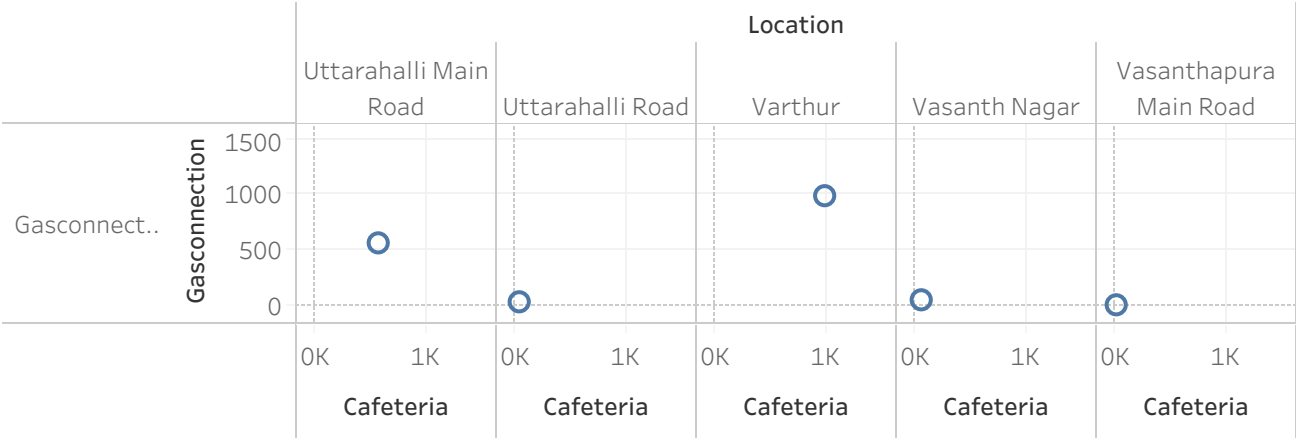 Location
Uttarahalli Main
Road
Uttarahalli Road
Varthur
Vasanth Nagar
Vasanthapura
Main Road
Gasconnect..
Gasconnection
1500
1000
500
0
0K 1K 0K 1K 0K 1K 0K 1K 0K 1K
Cafeteria Cafeteria Cafeteria Cafeteria Cafeteria